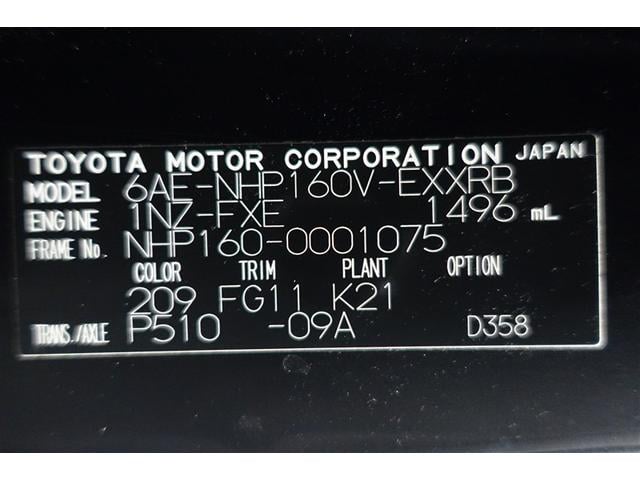 TOYOTA MOTOR CORPORATION JAPAN
MODEL 6AE-NHP160V-EXXRB
ENGINE 1NZ-FXE 1496 mL
FRAME No. NHP160-0001075
COLOR TRIM PLANT OPTION
209 FG11 K21
TRANS./AXLE P510 -09A D358